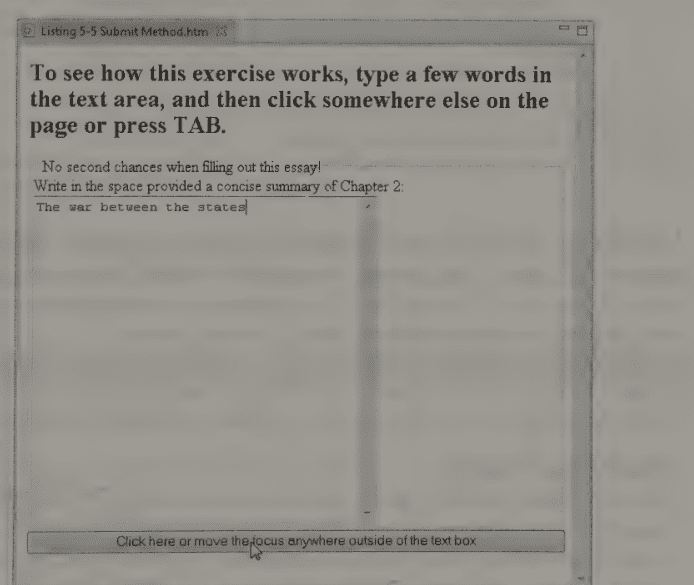 Listing 5-5 Submit Method.htm
To see how this exercise works, type a few words in
the text area, and then click somewhere else on the
page or press TAB.
No second chances when filling out this essay!
Write in the space provided a concise summary of Chapter 2:
The war between the states
Click here or move the focus anywhere outside of the text box